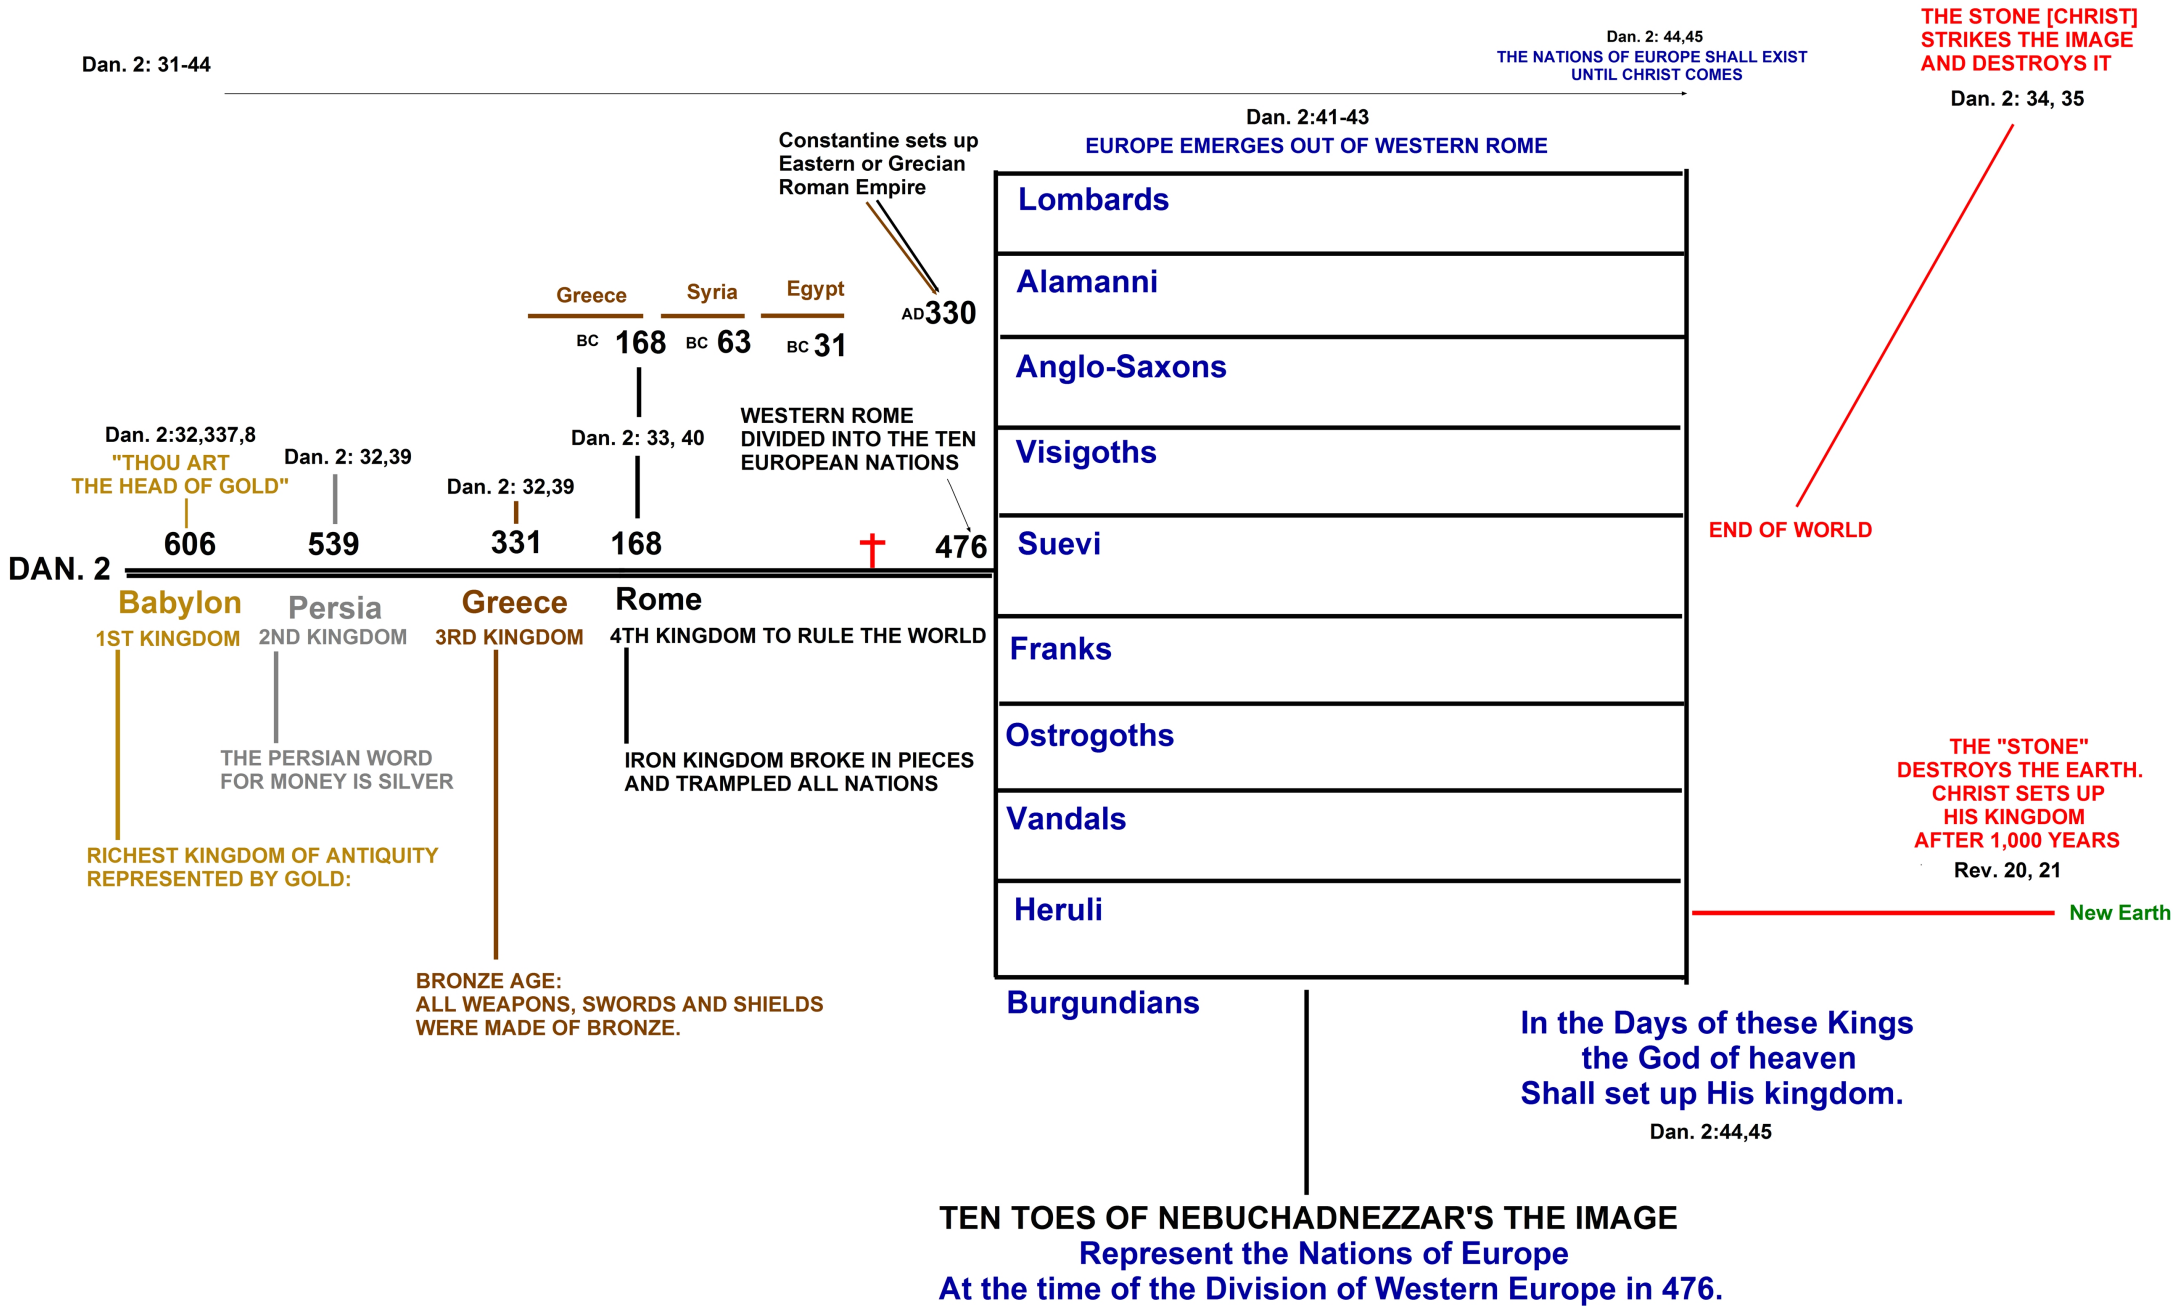 Dan. 2: 31-44
Dan. 2: 44,45
THE NATIONS OF EUROPE SHALL EXIST
UNTIL CHRIST COMES
THE STONE [CHRIST]
STRIKES THE IMAGE
AND DESTROYS IT
Dan. 2: 34, 35
Dan. 2:41-43
EUROPE EMERGES OUT OF WESTERN ROME
Constantine sets up
Eastern or Grecian
Roman Empire
AD330
Greece
BC 168
Syria
BC 63
Egypt
BC 31
Dan. 2:32,337,8
"THOU ART
THE HEAD OF GOLD"
606
Dan. 2: 32,39
539
Dan. 2: 32,39
331
Dan. 2: 33, 40
168
WESTERN ROME
DIVIDED INTO THE TEN
EUROPEAN NATIONS
476
DAN. 2
Babylon
1ST KINGDOM
Persia
2ND KINGDOM
Greece
3RD KINGDOM
Rome
4TH KINGDOM TO RULE THE WORLD
THE PERSIAN WORD
FOR MONEY IS SILVER
IRON KINGDOM BROKE IN PIECES
AND TRAMPLED ALL NATIONS
RICHEST KINGDOM OF ANTIQUITY
REPRESENTED BY GOLD:
BRONZE AGE:
ALL WEAPONS, SWORDS AND SHIELDS
WERE MADE OF BRONZE.
Lombards
Alamanni
Anglo-Saxons
Visigoths
Suevi
Franks
Ostrogoths
Vandals
Heruli
Burgundians
END OF WORLD
THE "STONE"
DESTROYS THE EARTH.
CHRIST SETS UP
HIS KINGDOM
AFTER 1,000 YEARS
Rev. 20, 21
New Earth
In the Days of these Kings
the God of heaven
Shall set up His kingdom.
Dan. 2:44,45
TEN TOES OF NEBUCHADNEZZAR'S THE IMAGE
Represent the Nations of Europe
At the time of the Division of Western Europe in 476.